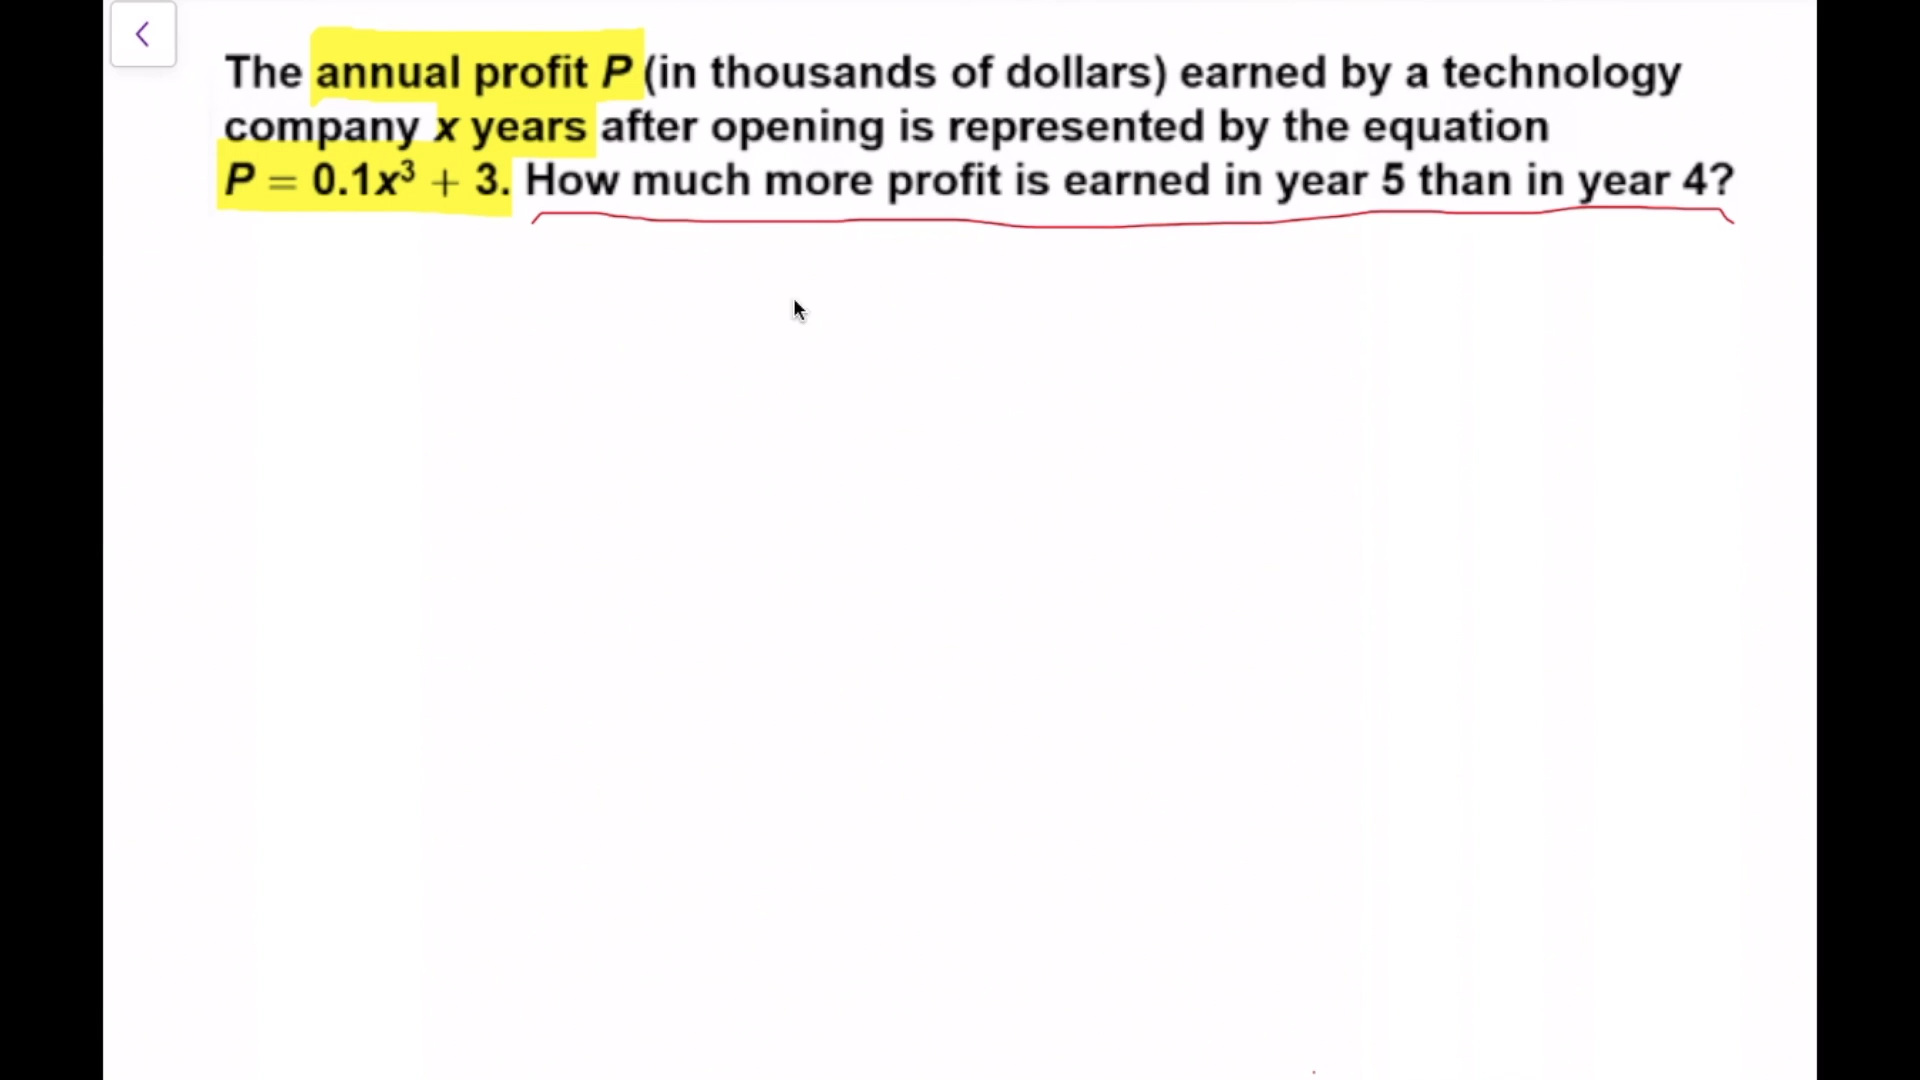 The annual profit P (in thousands of dollars) earned by a technology
company x years after opening is represented by the equation
P = 0.1x³ + 3. How much more profit is earned in year 5 than in year 4?